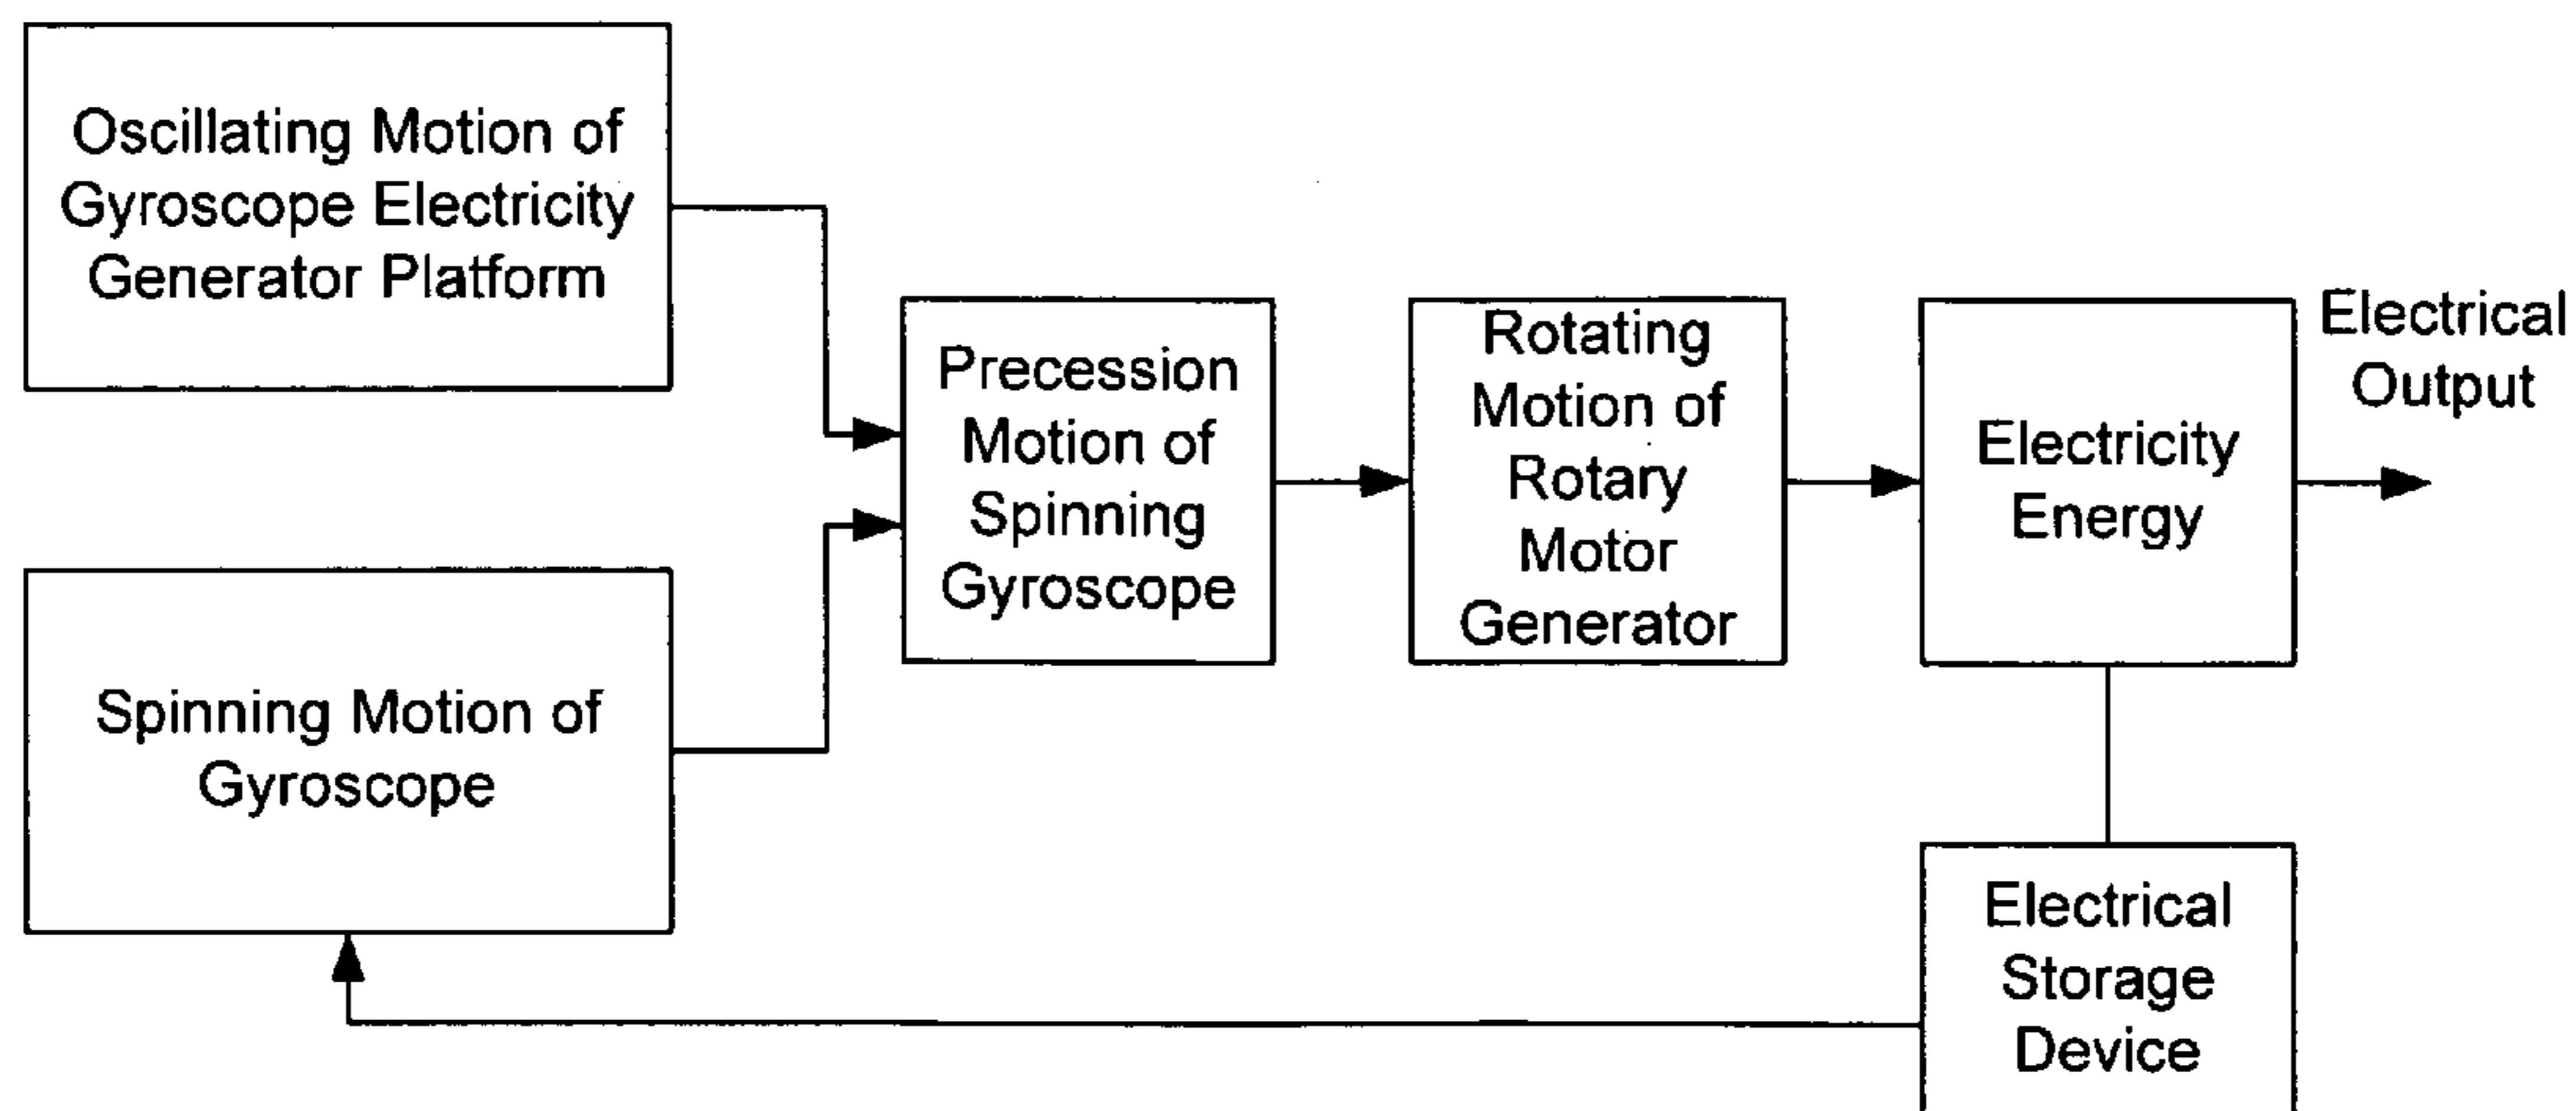 Oscillating Motion of
Gyroscope Electricity
Generator Platform
Spinning Motion of
Gyroscope
Precession
Motion of
Spinning
Gyroscope
Rotating
Motion of
Rotary
Motor
Generator
Electricity
Energy
Electrical
Output
Electrical
Storage
Device